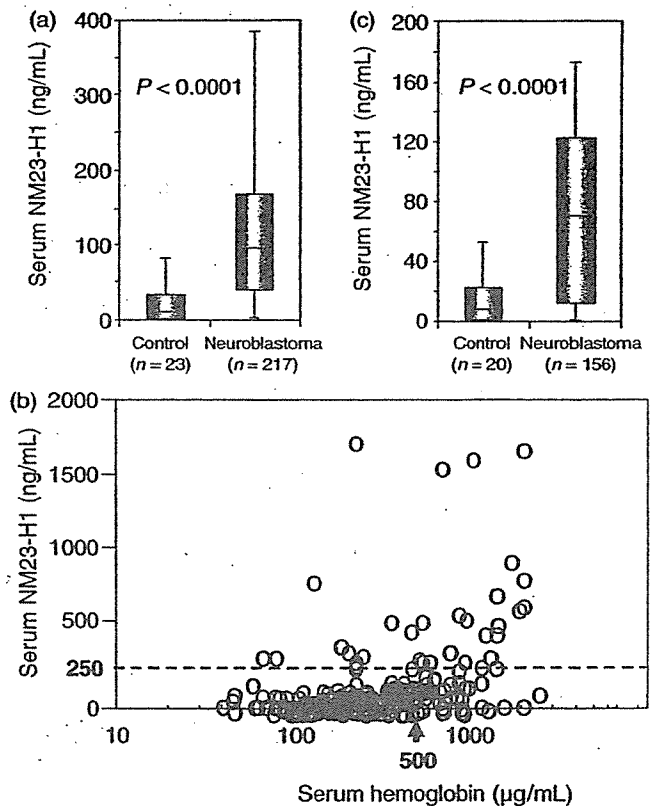 (a)
Serum NM23-H1 (ng/mL)
400
300
200
100
0
P < 0.0001
Control
(n = 23)
Neuroblastoma
(n = 217)
(c)
Serum NM23-H1 (ng/mL)
200
160
120
80
40
0
P < 0.0001
Control
(n = 20)
Neuroblastoma
(n = 156)
(b)
Serum NM23-H1 (ng/mL)
2000
1500
1000
500
250
0
10
100
500
1000
Serum hemoglobin (µg/mL)